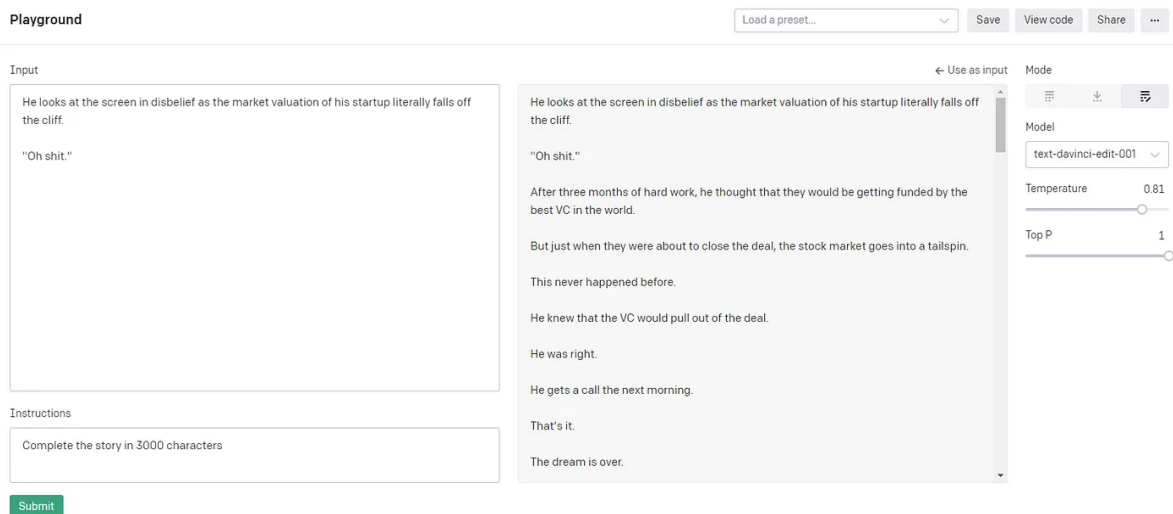 Playground
Load a preset...
Save
View code
Share
...
Input
He looks at the screen in disbelief as the market valuation of his startup literally falls off
the cliff.
"Oh shit."
Instructions
Complete the story in 3000 characters
Submit
← Use as input
He looks at the screen in disbelief as the market valuation of his startup literally falls off
the cliff.
"Oh shit."
After three months of hard work, he thought that they would be getting funded by the
best VC in the world.
But just when they were about to close the deal, the stock market goes into a tailspin.
This never happened before.
He knew that the VC would pull out of the deal.
He was right.
He gets a call the next morning.
That's it.
The dream is over.
Mode
Model
text-davinci-edit-001
Temperature 0.81
Top P 1